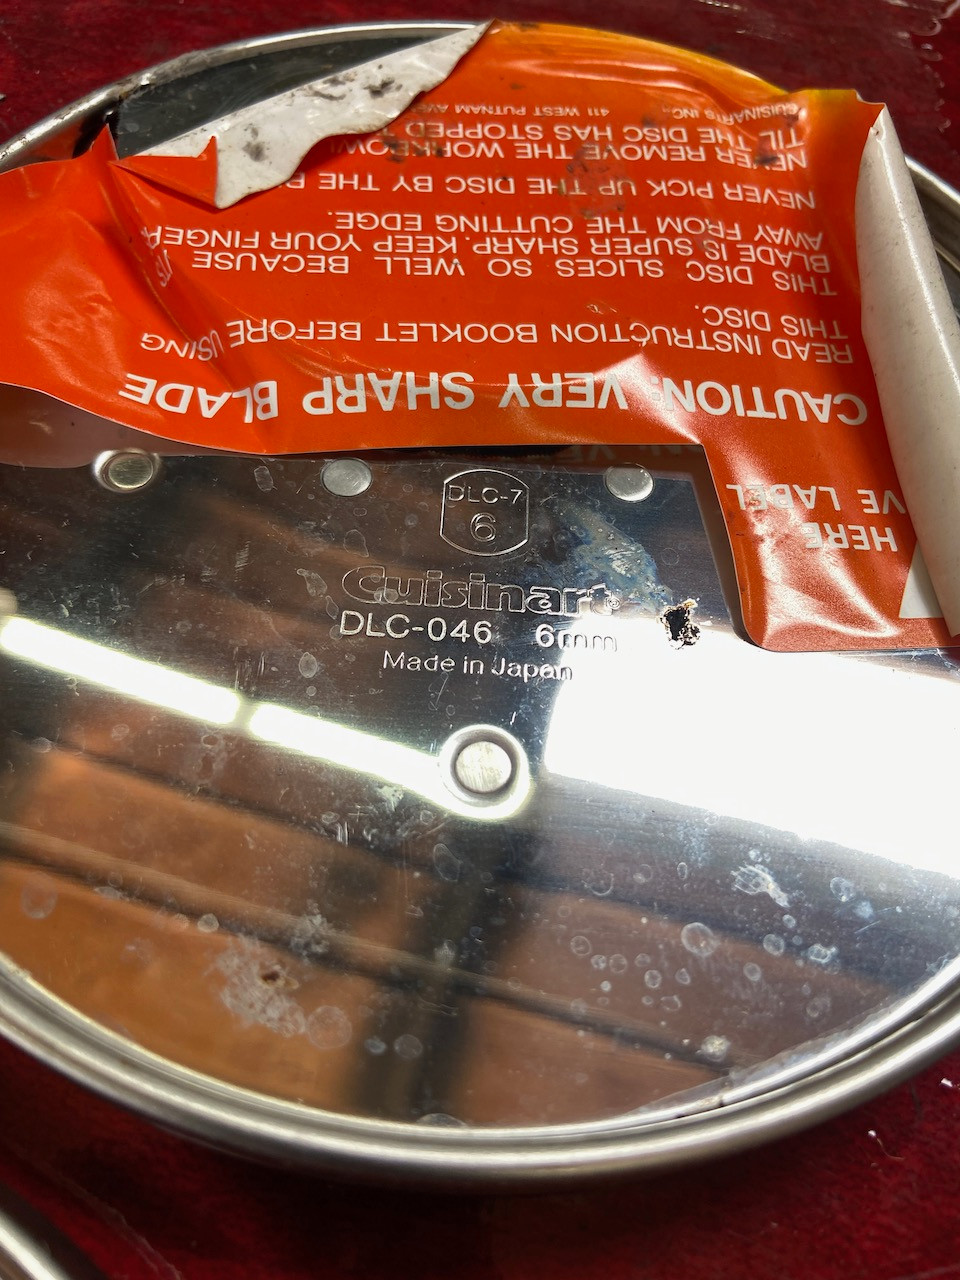 CAUTION: VERY SHARP BLADE
READ INSTRUCTION BOOKLET BEFORE USING
THIS DISC.
THIS DISC SLICES SO WELL BECAUSE
BLADE IS SUPER SHARP. KEEP YOUR FINGER
AWAY FROM THE CUTTING EDGE.
NEVER PICK UP THE DISC BY THE
NEVER REMOVE THE WORKBOWL
TIL THE DISC HAS STOPPED
CUISINARTS INC., 411 WEST PUTNAM
HERE
LABEL
DLC-7
6
Cuisinart
DLC-046 6mm
Made in Japan